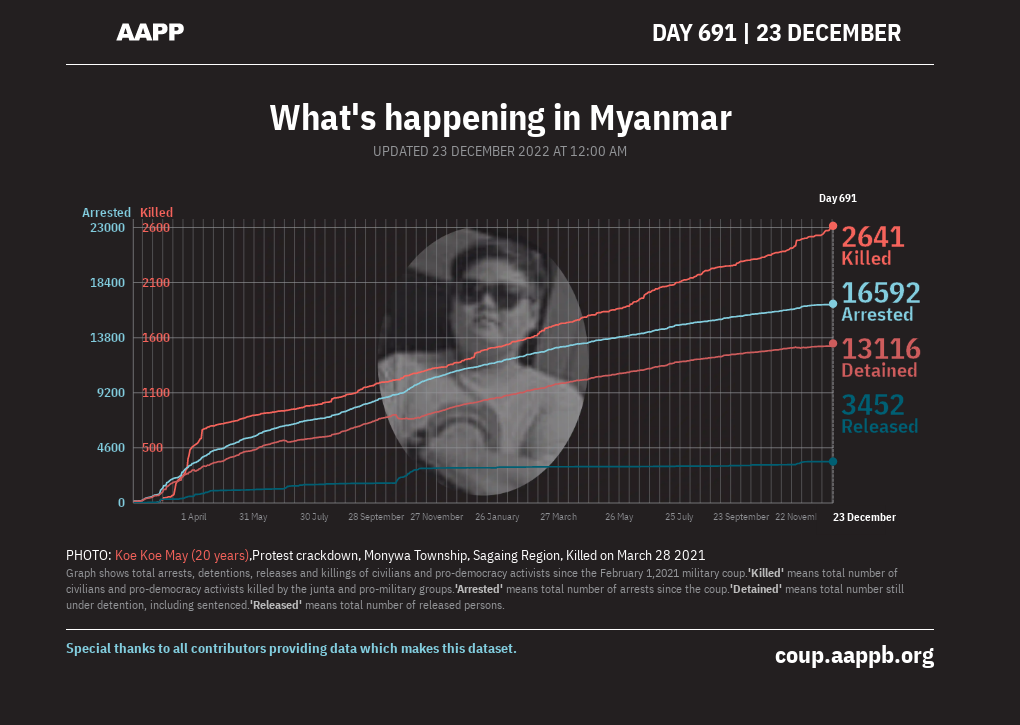 AAPP
DAY 691 | 23 DECEMBER
What's happening in Myanmar
UPDATED 23 DECEMBER 2022 AT 12:00 AM
Day 691
Arrested Killed
23000 2600
18400 2100
13800 1600
9200 1100
4600 500
0
2641
Killed
16592
Arrested
13116
Detained
3452
Released
1 April 31 May 30 July 28 September 27 November 26 January 27 March 26 May 25 July 23 September 22 Novem 23 December
PHOTO: Koe Koe May (20 years),Protest crackdown, Monywa Township, Sagaing Region, Killed on March 28 2021
Graph shows total arrests, detentions, releases and killings of civilians and pro-democracy activists since the February 1,2021 military coup.'Killed' means total number of
civilians and pro-democracy activists killed by the junta and pro-military groups.'Arrested' means total number of arrests since the coup.'Detained' means total number still
under detention, including sentenced.'Released' means total number of released persons.
Special thanks to all contributors providing data which makes this dataset.
coup.aappb.org